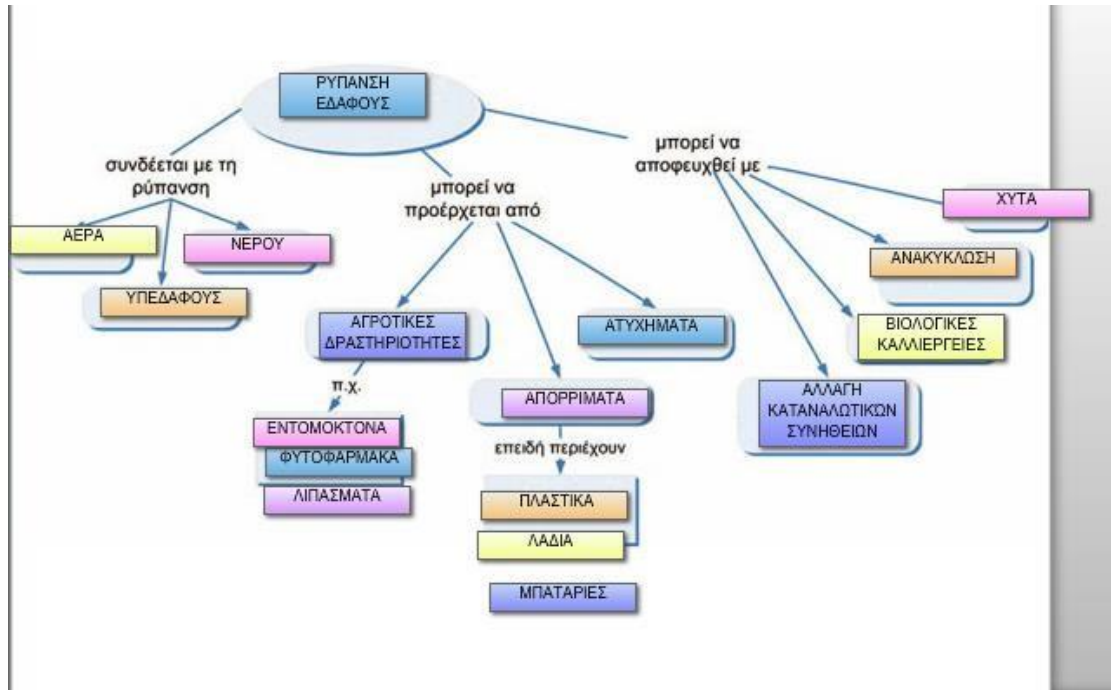 ΡΥΠΑΝΣΗ
ΕΔΑΦΟΥΣ
συνδέεται με τη
ρύπανση
ΑΕΡΑ
ΝΕΡΟΥ
ΥΠΕΔΑΦΟΥΣ
μπορεί να
προέρχεται από
ΑΓΡΟΤΙΚΕΣ
ΔΡΑΣΤΗΡΙΟΤΗΤΕΣ
π.χ.
ΕΝΤΟΜΟΚΤΟΝΑ
ΦΥΤΟΦΑΡΜΑΚΑ
ΛΙΠΑΣΜΑΤΑ
ΑΠΟΡΡΙΜΑΤΑ
επειδή περιέχουν
ΠΛΑΣΤΙΚΑ
ΛΑΔΙΑ
ΜΠΑΤΑΡΙΕΣ
ΑΤΥΧΗΜΑΤΑ
μπορεί να
αποφευχθεί με
ΧΥΤΑ
ΑΝΑΚΥΚΛΩΣΗ
ΒΙΟΛΟΓΙΚΕΣ
ΚΑΛΛΙΕΡΓΕΙΕΣ
ΑΛΛΑΓΗ
ΚΑΤΑΝΑΛΩΤΙΚΩΝ
ΣΥΝΗΘΕΙΩΝ